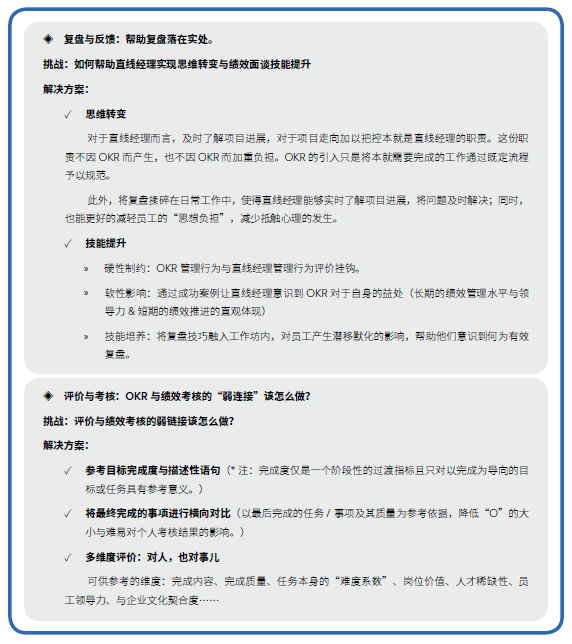 ◈ 复盘与反馈：帮助复盘落在实处。
挑战：如何帮助直线经理实现思维转变与绩效面谈技能提升
解决方案：
✓ 思维转变
对于直线经理而言，及时了解项目进展，对于项目走向加以把控本就是直线经理的职责。这份职
责不因 OKR 而产生，也不因 OKR 而加重负担。OKR 的引入只是将本就需要完成的工作通过既定流程
予以规范。
此外，将复盘揉碎在日常工作中，使得直线经理能够实时了解项目进展，将问题及时解决；同时，
也能更好的减轻员工的“思想负担”，减少抵触心理的发生。
✓ 技能提升
» 硬性制约：OKR 管理行为与直线经理管理行为评价挂钩。
» 软性影响：通过成功案例让直线经理意识到 OKR 对于自身的益处（长期的绩效管理水平与领
导力 & 短期的绩效推进的直观体现）
» 技能培养：将复盘技巧融入工作坊内，对员工产生潜移默化的影响，帮助他们意识到何为有效
复盘。
◈ 评价与考核：OKR 与绩效考核的“弱连接”该怎么做？
挑战：评价与绩效考核的弱链接该怎么做？
解决方案：
✓ 参考目标完成度与描述性语句（* 注：完成度仅是一个阶段性的过渡指标且只对以完成为导向的目
标或任务具有参考意义。）
✓ 将最终完成的事项进行横向对比（以最后完成的任务 / 事项及其质量为参考依据，降低“O”的大
小与难易对个人考核结果的影响。）
✓ 多维度评价：对人，也对事儿
可供参考的维度：完成内容、完成质量、任务本身的“难度系数”、岗位价值、人才稀缺性、员
工领导力、与企业文化契合度……